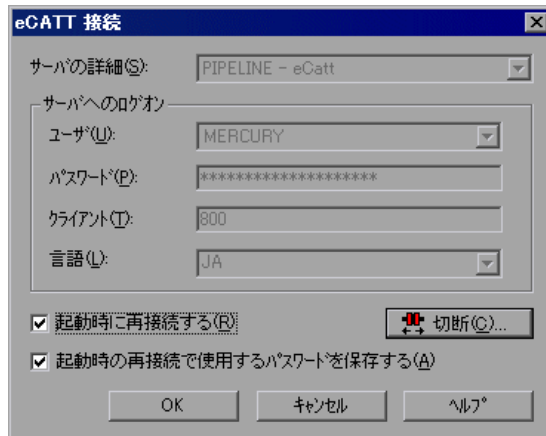 eCATT 接続
サーバの詳細(S): PIPELINE - eCatt
サーバへのログオン
ユーザ(U): MERCURY
パスワード(P): ********************
クライアント(T): 800
言語(L): JA
起動時に再接続する(R) 切断(C)...
起動時の再接続で使用するパスワードを保存する(A)
OK キャンセル ヘルプ